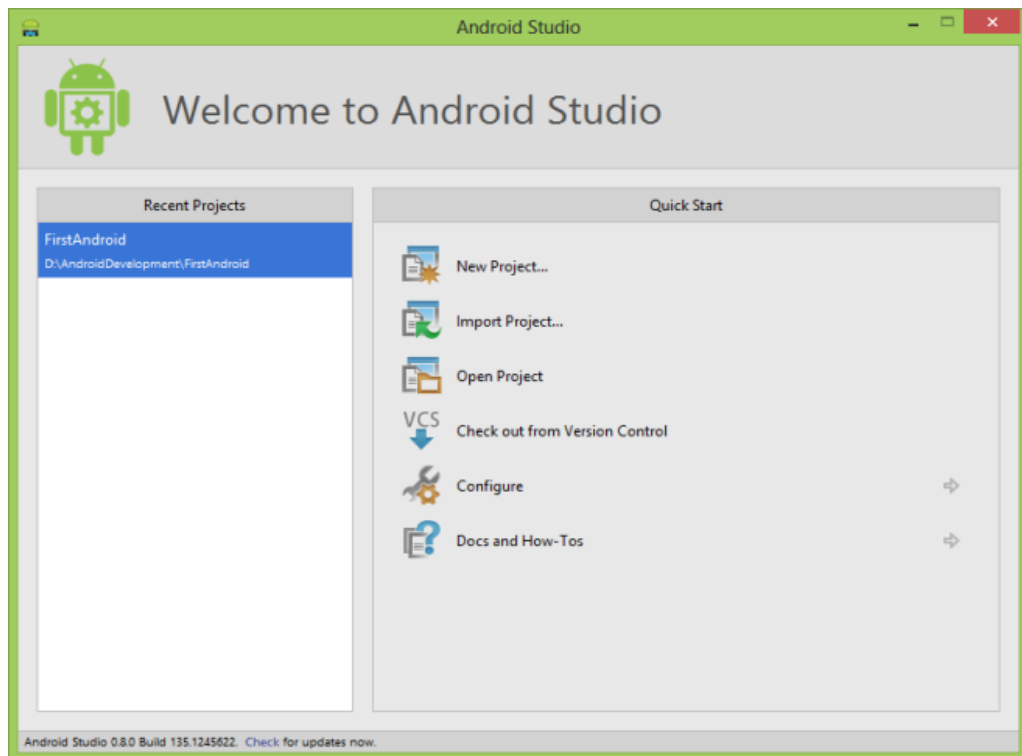 Android Studio
Welcome to Android Studio
Recent Projects
FirstAndroid
D:\AndroidDevelopment\FirstAndroid
Quick Start
New Project...
Import Project...
Open Project
VCS
Check out from Version Control
Configure
Docs and How-Tos
Android Studio 0.8.0 Build 135.1245622. Check for updates now.